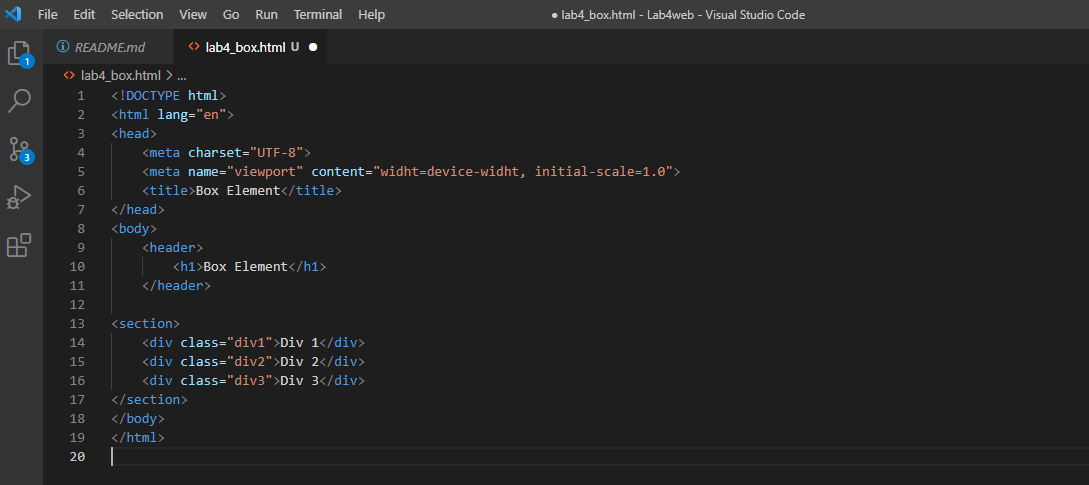 File Edit Selection View Go Run Terminal Help ● lab4_box.html - Lab4web - Visual Studio Code
README.md lab4_box.html U ●
lab4_box.html > ...
1
1 <!DOCTYPE html>
2 <html lang="en">
3 <head>
4 <meta charset="UTF-8">
5 <meta name="viewport" content="widht=device-widht, initial-scale=1.0">
6 <title>Box Element</title>
7 </head>
8 <body>
9 <header>
10 <h1>Box Element</h1>
11 </header>
12
13 <section>
14 <div class="div1">Div 1</div>
15 <div class="div2">Div 2</div>
16 <div class="div3">Div 3</div>
17 </section>
18 </body>
19 </html>
20
3